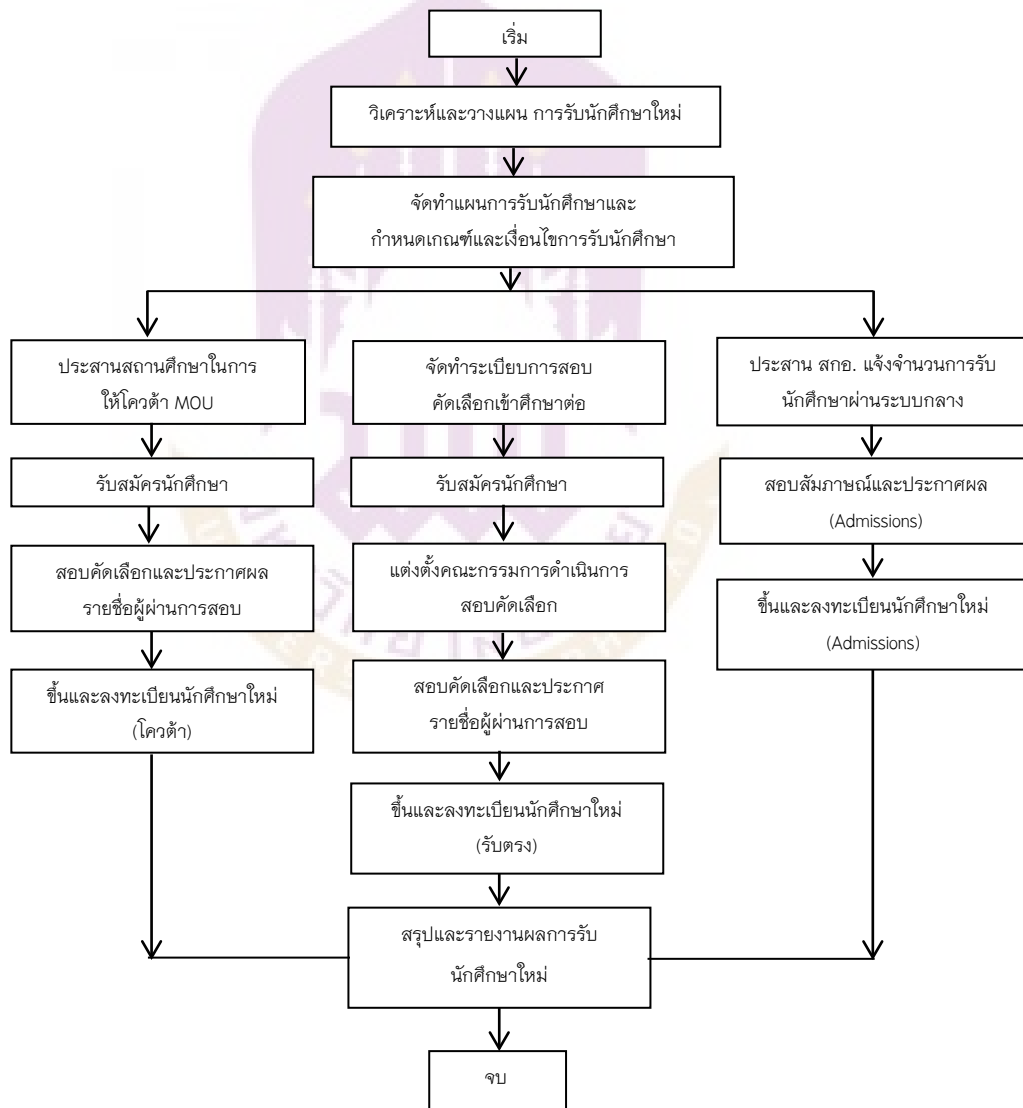 เริ่ม
วิเคราะห์และวางแผน การรับนักศึกษาใหม่
จัดทำแผนการรับนักศึกษาและ
กำหนดเกณฑ์และเงื่อนไขการรับนักศึกษา
ประสานสถานศึกษาในการ
ให้โควต้า MOU
รับสมัครนักศึกษา
สอบคัดเลือกและประกาศผล
รายชื่อผู้ผ่านการสอบ
ขึ้นและลงทะเบียนนักศึกษาใหม่
(โควต้า)
จัดทำระเบียบการสอบ
คัดเลือกเข้าศึกษาต่อ
รับสมัครนักศึกษา
แต่งตั้งคณะกรรมการดำเนินการ
สอบคัดเลือก
สอบคัดเลือกและประกาศ
รายชื่อผู้ผ่านการสอบ
ขึ้นและลงทะเบียนนักศึกษาใหม่
(รับตรง)
ประสาน สกอ. แจ้งจำนวนการรับ
นักศึกษาผ่านระบบกลาง
สอบสัมภาษณ์และประกาศผล
(Admissions)
ขึ้นและลงทะเบียนนักศึกษาใหม่
(Admissions)
สรุปและรายงานผลการรับ
นักศึกษาใหม่
จบ